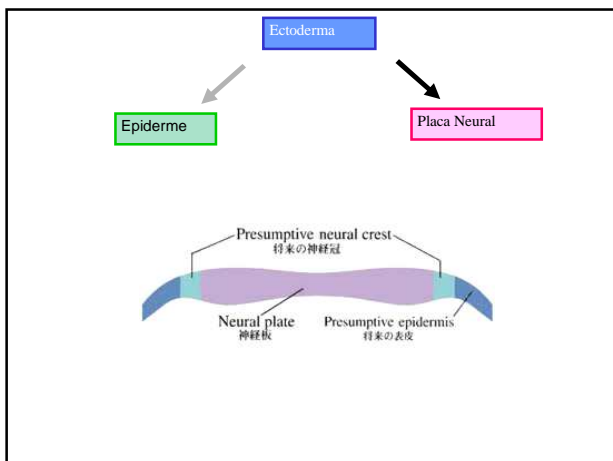 Ectoderma
Epiderme
Placa Neural
Presumptive neural crest
将来の神経冠
Neural plate
神経板
Presumptive epidermis
将来の表皮